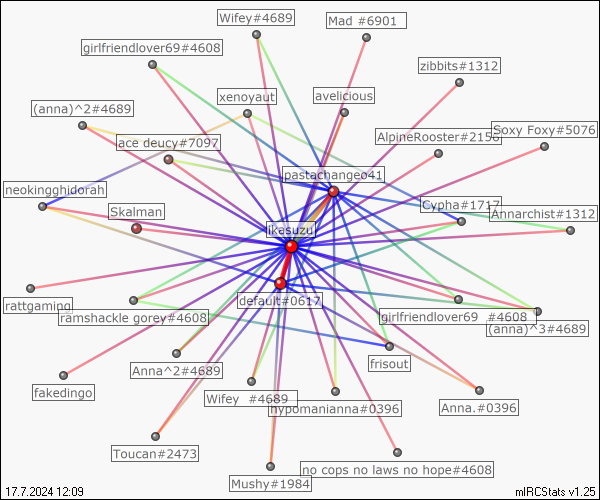 Wifey#4689
Mad #6901
girlfriendlover69#4608
zibbits#1312
xenoyaut
avelicious
(anna)^2#4689
Soxy Foxy#5076
ace deucy#7097
AlpineRooster#2158
pastachangeo41
neokingghidorah
Cypha#1717
Skalman
Annarchist#1312
ikasuzu
default#0617
rattgaming
ramshackle gorey#4608
girlfriendlover69 #4608
(anna)^3#4689
frisout
Anna^2#4689
fakedingo
Wifey #4689
hypomanianna#0396
Anna.#0396
Toucan#2473
no cops no laws no hope#4608
Mushy#1984
17.7.2024 12:09
mIRCStats v1.25